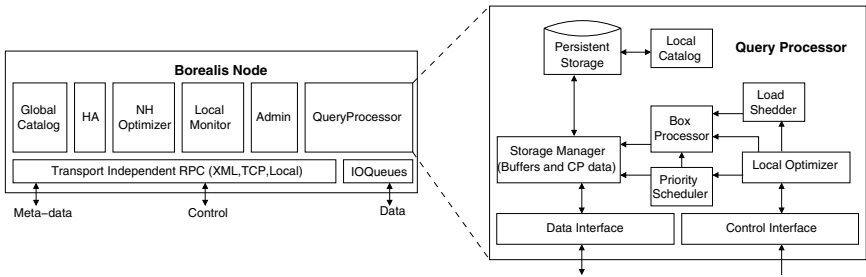 Borealis Node
Global
Catalog
HA
NH
Optimizer
Local
Monitor
Admin
QueryProcessor
Transport Independent RPC (XML,TCP,Local)
IOQueues
Meta-data
Control
Data
Query Processor
Persistent
Storage
Local
Catalog
Load
Shedder
Box
Processor
Storage Manager
(Buffers and CP data)
Priority
Scheduler
Local Optimizer
Data Interface
Control Interface